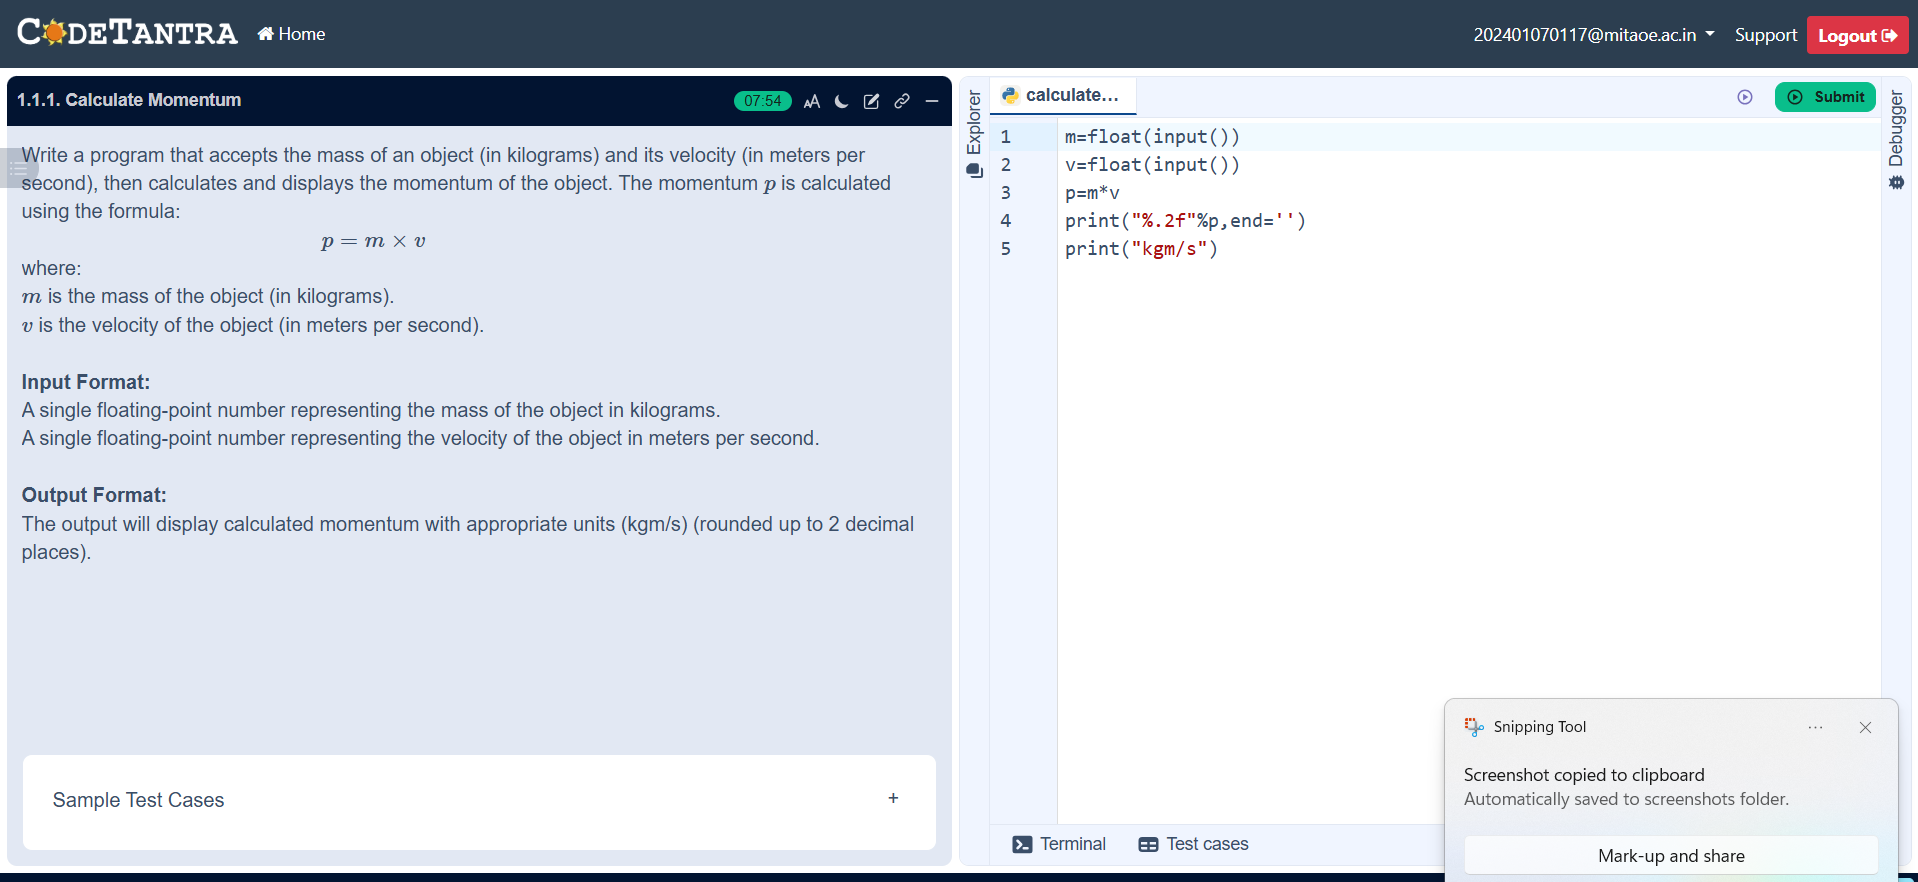 CODETANTRA
Home
202401070117@mitaoe.ac.in
Support
Logout
1.1.1. Calculate Momentum
07:54
AA
Write a program that accepts the mass of an object (in kilograms) and its velocity (in meters per
second), then calculates and displays the momentum of the object. The momentum p is calculated
using the formula:
p = m × v
where:
m is the mass of the object (in kilograms).
v is the velocity of the object (in meters per second).
Input Format:
A single floating-point number representing the mass of the object in kilograms.
A single floating-point number representing the velocity of the object in meters per second.
Output Format:
The output will display calculated momentum with appropriate units (kgm/s) (rounded up to 2 decimal
places).
Sample Test Cases
+
Explorer
calculate...
Submit
Debugger
1 m=float(input())
2 v=float(input())
3 p=m*v
4 print("%.2f"%p,end='')
5 print("kgm/s")
Terminal
Test cases
Snipping Tool
Screenshot copied to clipboard
Automatically saved to screenshots folder.
Mark-up and share